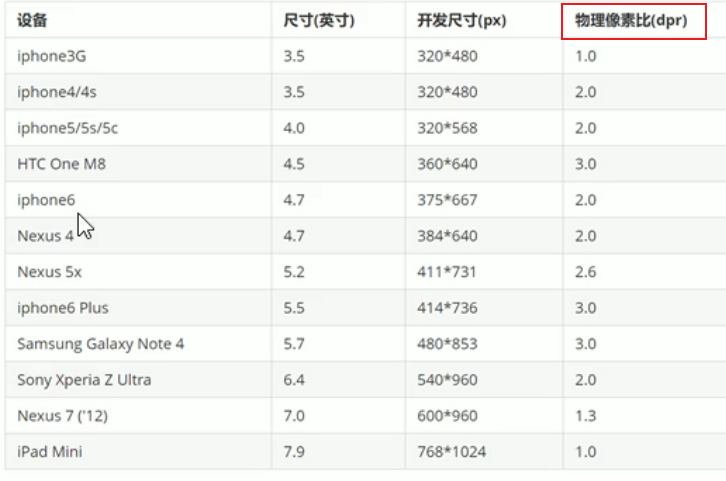 设备 尺寸(英寸) 开发尺寸(px) 物理像素比(dpr)
iphone3G 3.5 320*480 1.0
iphone4/4s 3.5 320*480 2.0
iphone5/5s/5c 4.0 320*568 2.0
HTC One M8 4.5 360*640 3.0
iphone6 4.7 375*667 2.0
Nexus 4 4.7 384*640 2.0
Nexus 5x 5.2 411*731 2.6
iphone6 Plus 5.5 414*736 3.0
Samsung Galaxy Note 4 5.7 480*853 3.0
Sony Xperia Z Ultra 6.4 540*960 2.0
Nexus 7 ('12) 7.0 600*960 1.3
iPad Mini 7.9 768*1024 1.0